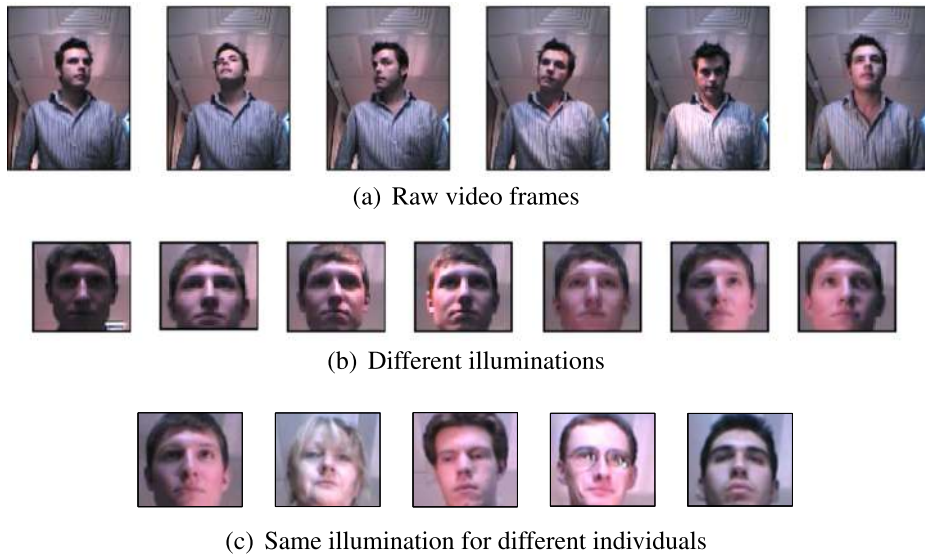 (a) Raw video frames
(b) Different illuminations
(c) Same illumination for different individuals